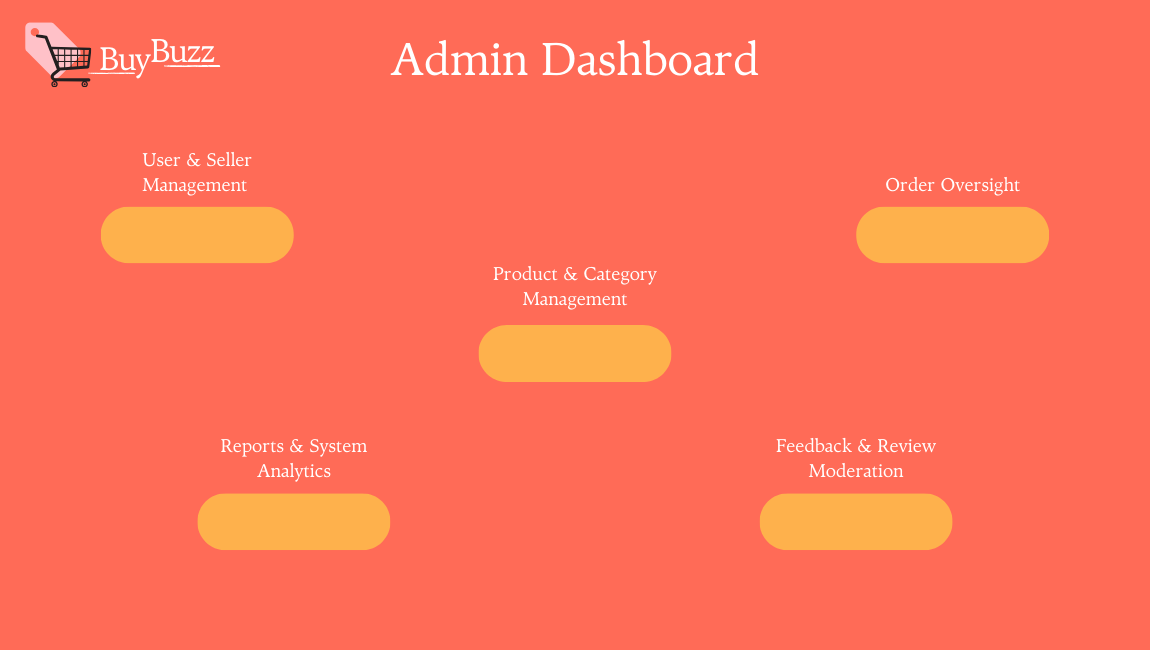 BuyBuzz
Admin Dashboard
User & Seller
Management
Order Oversight
Product & Category
Management
Reports & System
Analytics
Feedback & Review
Moderation